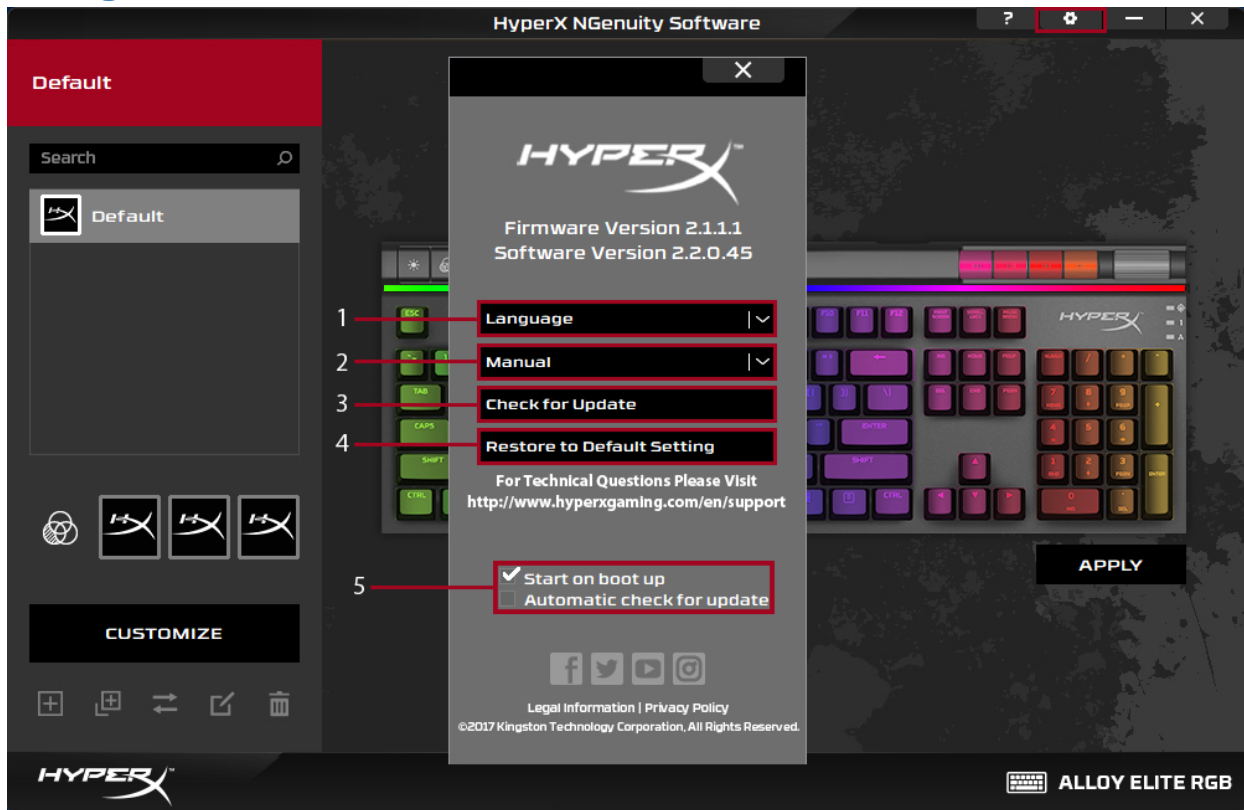 HyperX NGenuity Software
?
Default
Search
Default
CUSTOMIZE
HYPERX™
Firmware Version 2.1.1.1
Software Version 2.2.0.45
1
Language
2
Manual
3
Check for Update
4
Restore to Default Setting
For Technical Questions Please Visit
http://www.hyperxgaming.com/en/support
5
Start on boot up
Automatic check for update
Legal Information | Privacy Policy
©2017 Kingston Technology Corporation, All Rights Reserved.
ESC
TAB
CAPS
SHIFT
CTRL
F10 F11 F12
HYPERX
ENTER
SHIFT
CTRL
APPLY
HYPERX™
ALLOY ELITE RGB